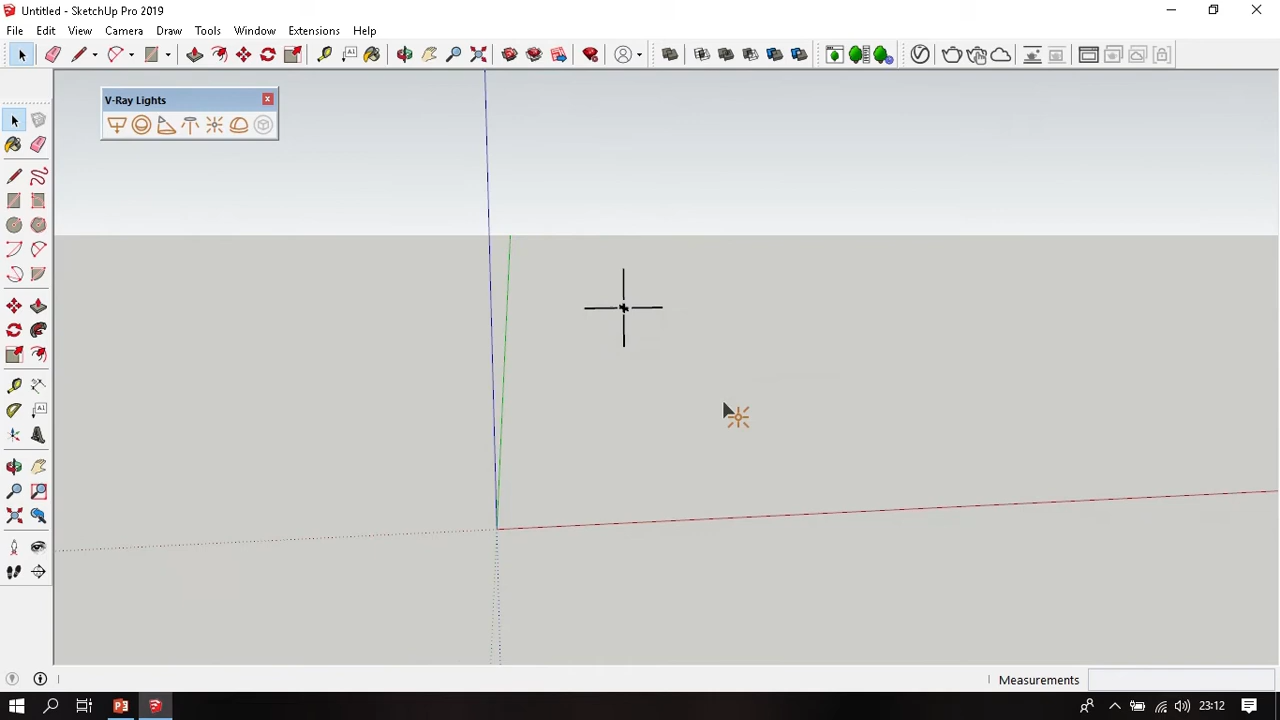 Untitled - SketchUp Pro 2019
File Edit View Camera Draw Tools Window Extensions Help
V-Ray Lights
Measurements
23:12